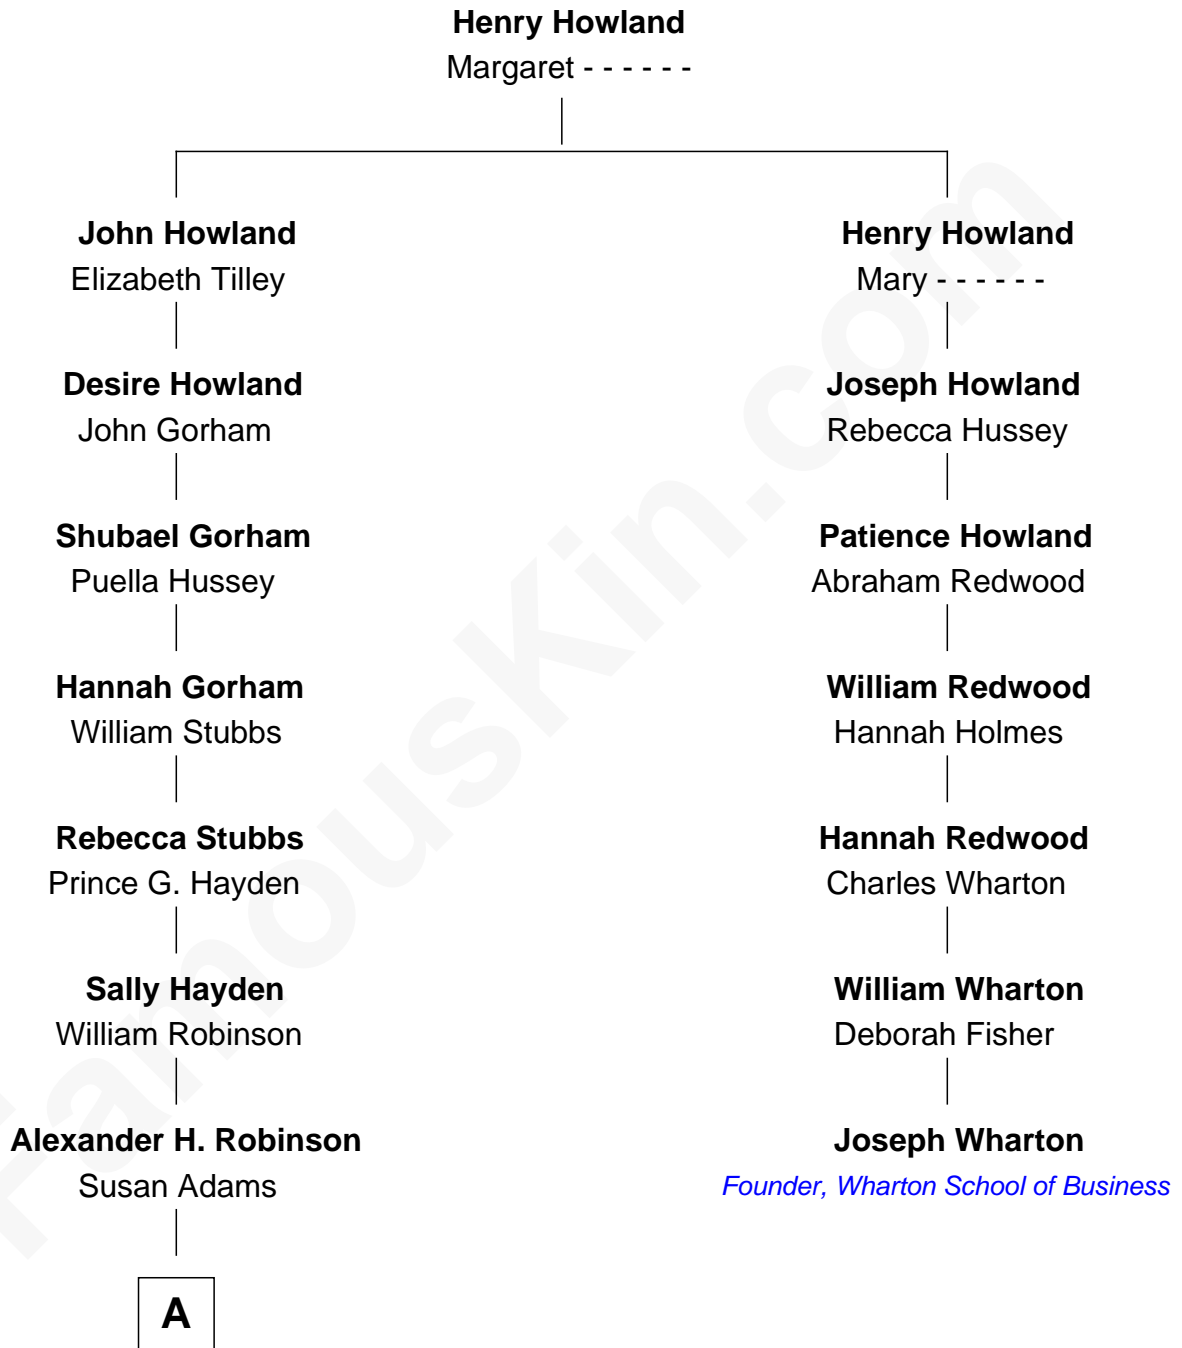 Henry Howland
Margaret - - - - - -
John Howland
Elizabeth Tilley
Henry Howland
Mary - - - - - -
Desire Howland
John Gorham
Joseph Howland
Rebecca Hussey
Shubael Gorham
Puella Hussey
Patience Howland
Abraham Redwood
Hannah Gorham
William Stubbs
William Redwood
Hannah Holmes
Rebecca Stubbs
Prince G. Hayden
Hannah Redwood
Charles Wharton
Sally Hayden
William Robinson
William Wharton
Deborah Fisher
Alexander H. Robinson
Susan Adams
Joseph Wharton
Founder, Wharton School of Business
A
FamousKin.com